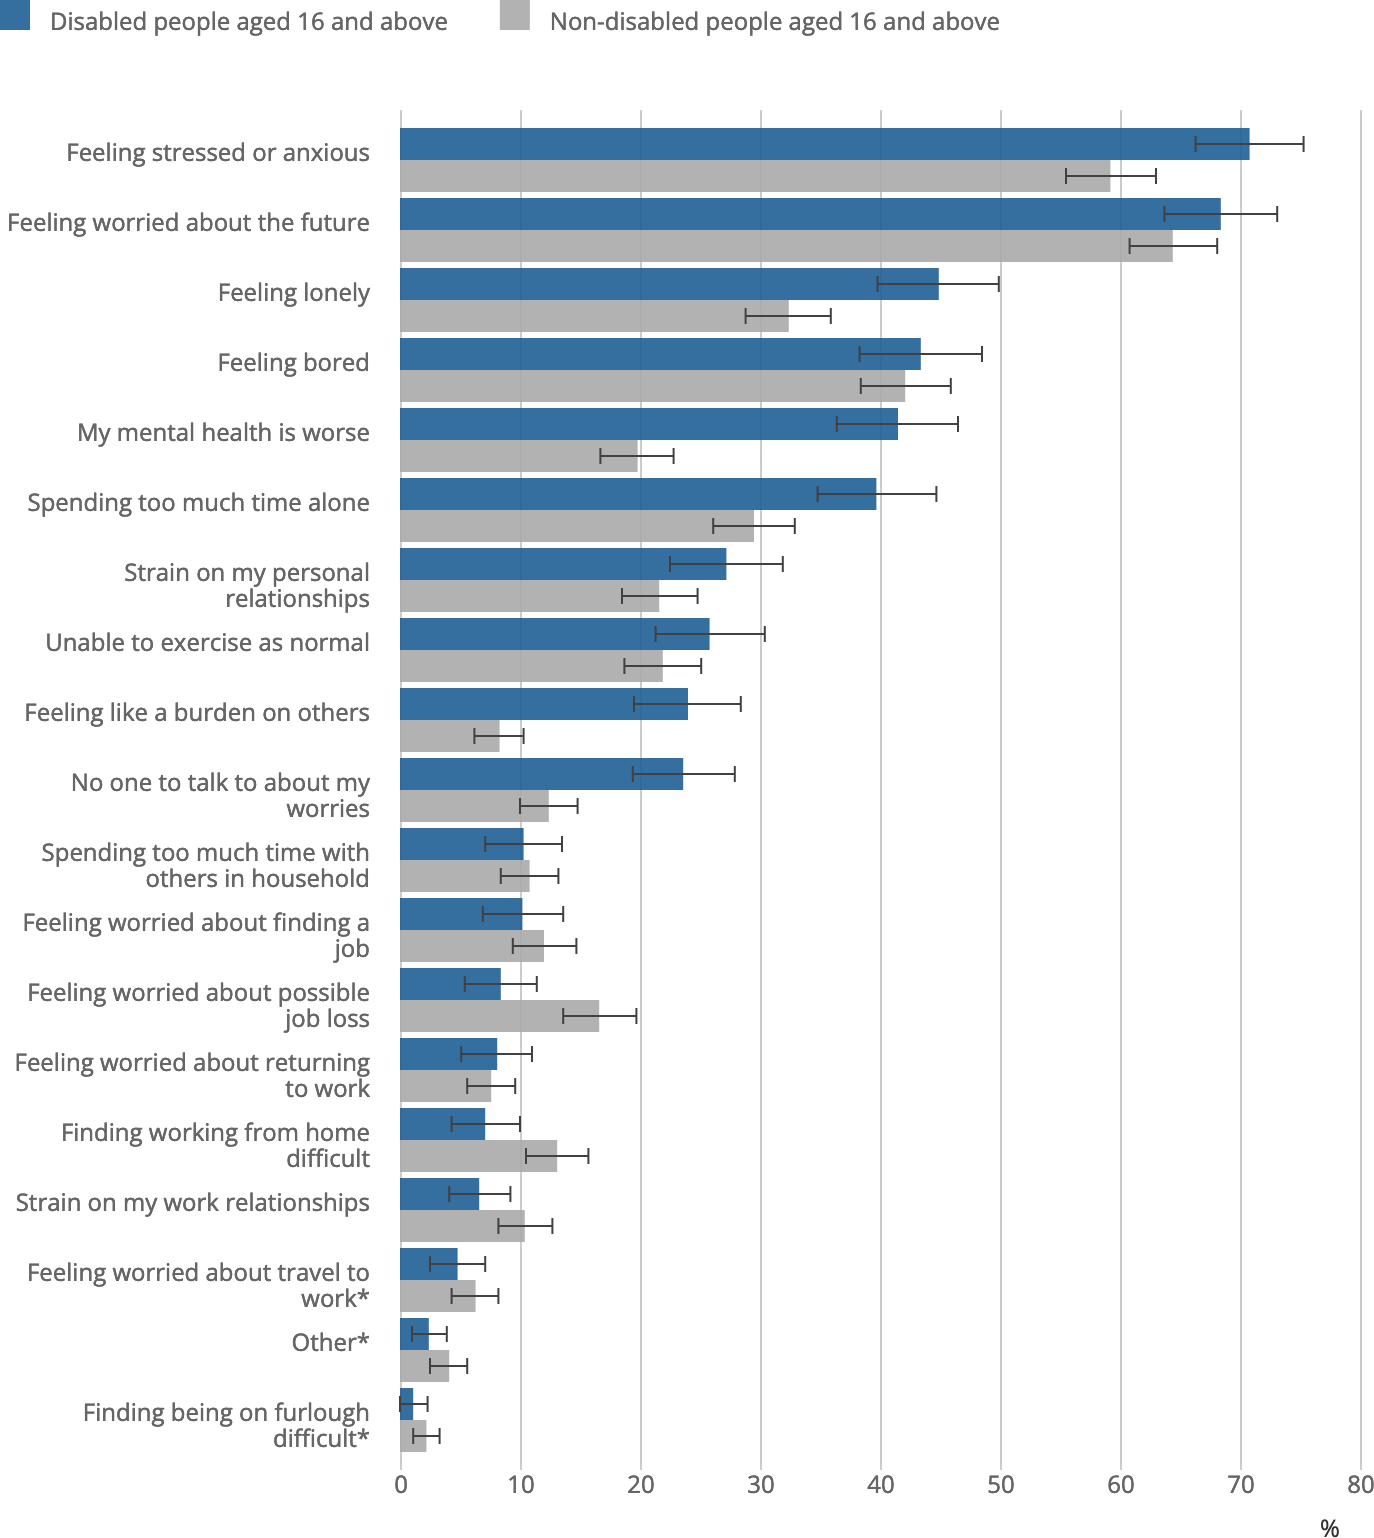 Disabled people aged 16 and above
Non-disabled people aged 16 and above
Feeling stressed or anxious
Feeling worried about the future
Feeling lonely
Feeling bored
My mental health is worse
Spending too much time alone
Strain on my personal
relationships
Unable to exercise as normal
Feeling like a burden on others
No one to talk to about my
worries
Spending too much time with
others in household
Feeling worried about finding a
job
Feeling worried about possible
job loss
Feeling worried about returning
to work
Finding working from home
difficult
Strain on my work relationships
Feeling worried about travel to
work*
Other*
Finding being on furlough
difficult*
0 10 20 30 40 50 60 70 80
%